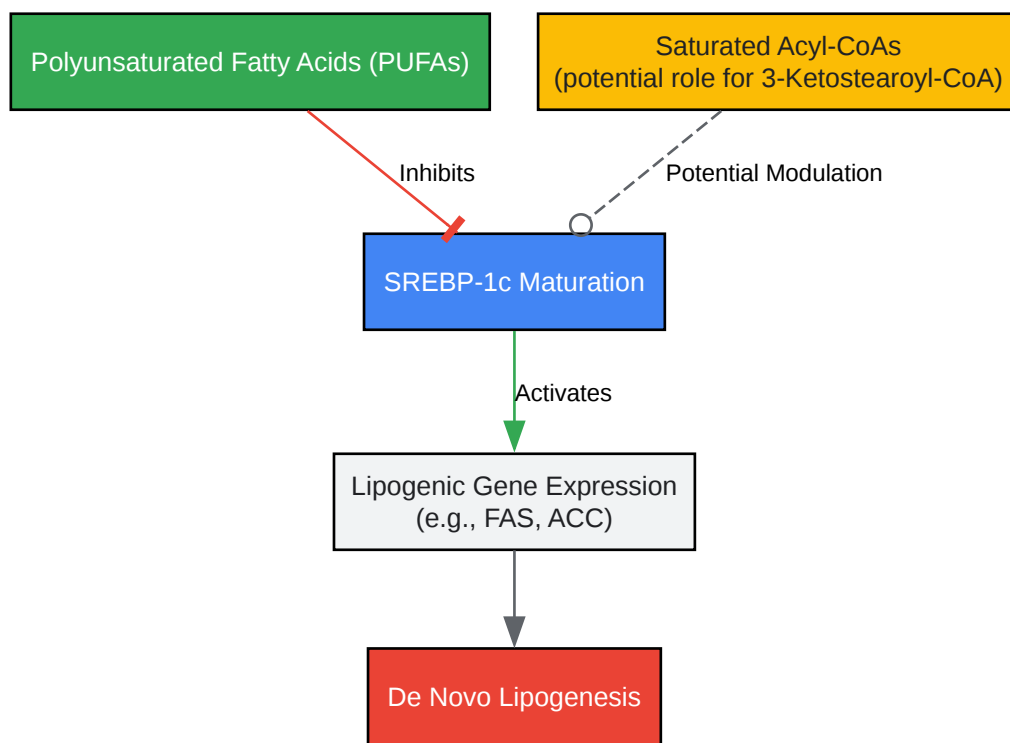 Polyunsaturated Fatty Acids (PUFAs)
Saturated Acyl-CoAs
(potential role for 3-Ketostearoyl-CoA)
Inhibits
Potential Modulation
SREBP-1c Maturation
Activates
Lipogenic Gene Expression
(e.g., FAS, ACC)
De Novo Lipogenesis